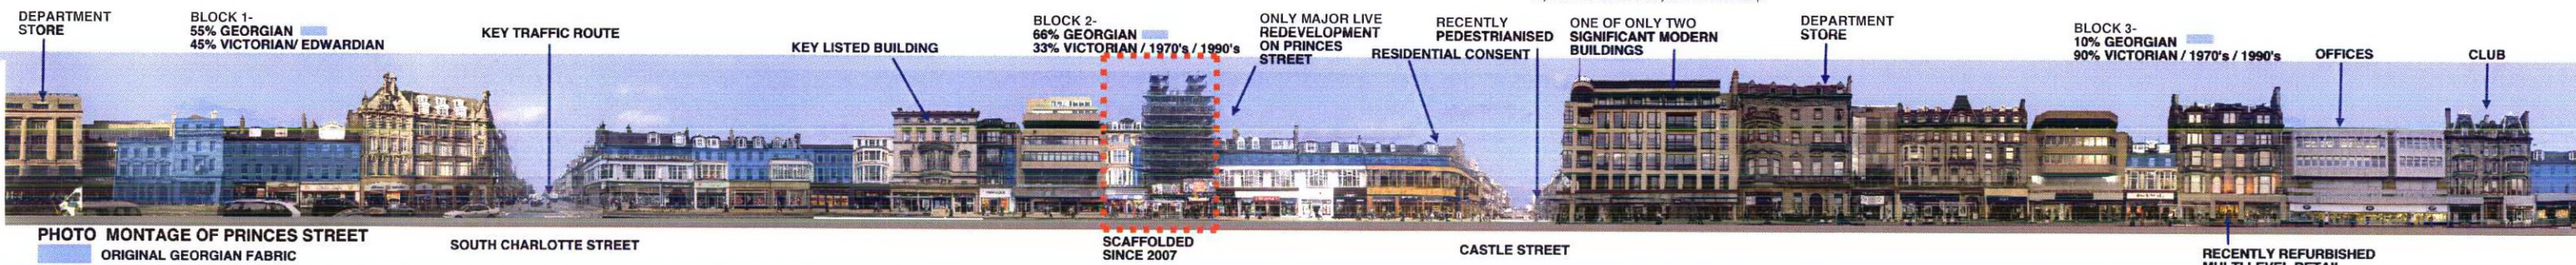 DEPARTMENT
STORE
BLOCK 1-
55% GEORGIAN
45% VICTORIAN/ EDWARDIAN
KEY TRAFFIC ROUTE
KEY LISTED BUILDING
BLOCK 2-
66% GEORGIAN
33% VICTORIAN / 1970's / 1990's
ONLY MAJOR LIVE
REDEVELOPMENT
ON PRINCES
STREET
RESIDENTIAL CONSENT
RECENTLY
PEDESTRIANISED
ONE OF ONLY TWO
SIGNIFICANT MODERN
BUILDINGS
DEPARTMENT
STORE
BLOCK 3-
10% GEORGIAN
90% VICTORIAN / 1970's / 1990's
OFFICES
CLUB
PHOTO MONTAGE OF PRINCES STREET
ORIGINAL GEORGIAN FABRIC
SOUTH CHARLOTTE STREET
SCAFFOLDED
SINCE 2007
CASTLE STREET
RECENTLY REFURBISHED